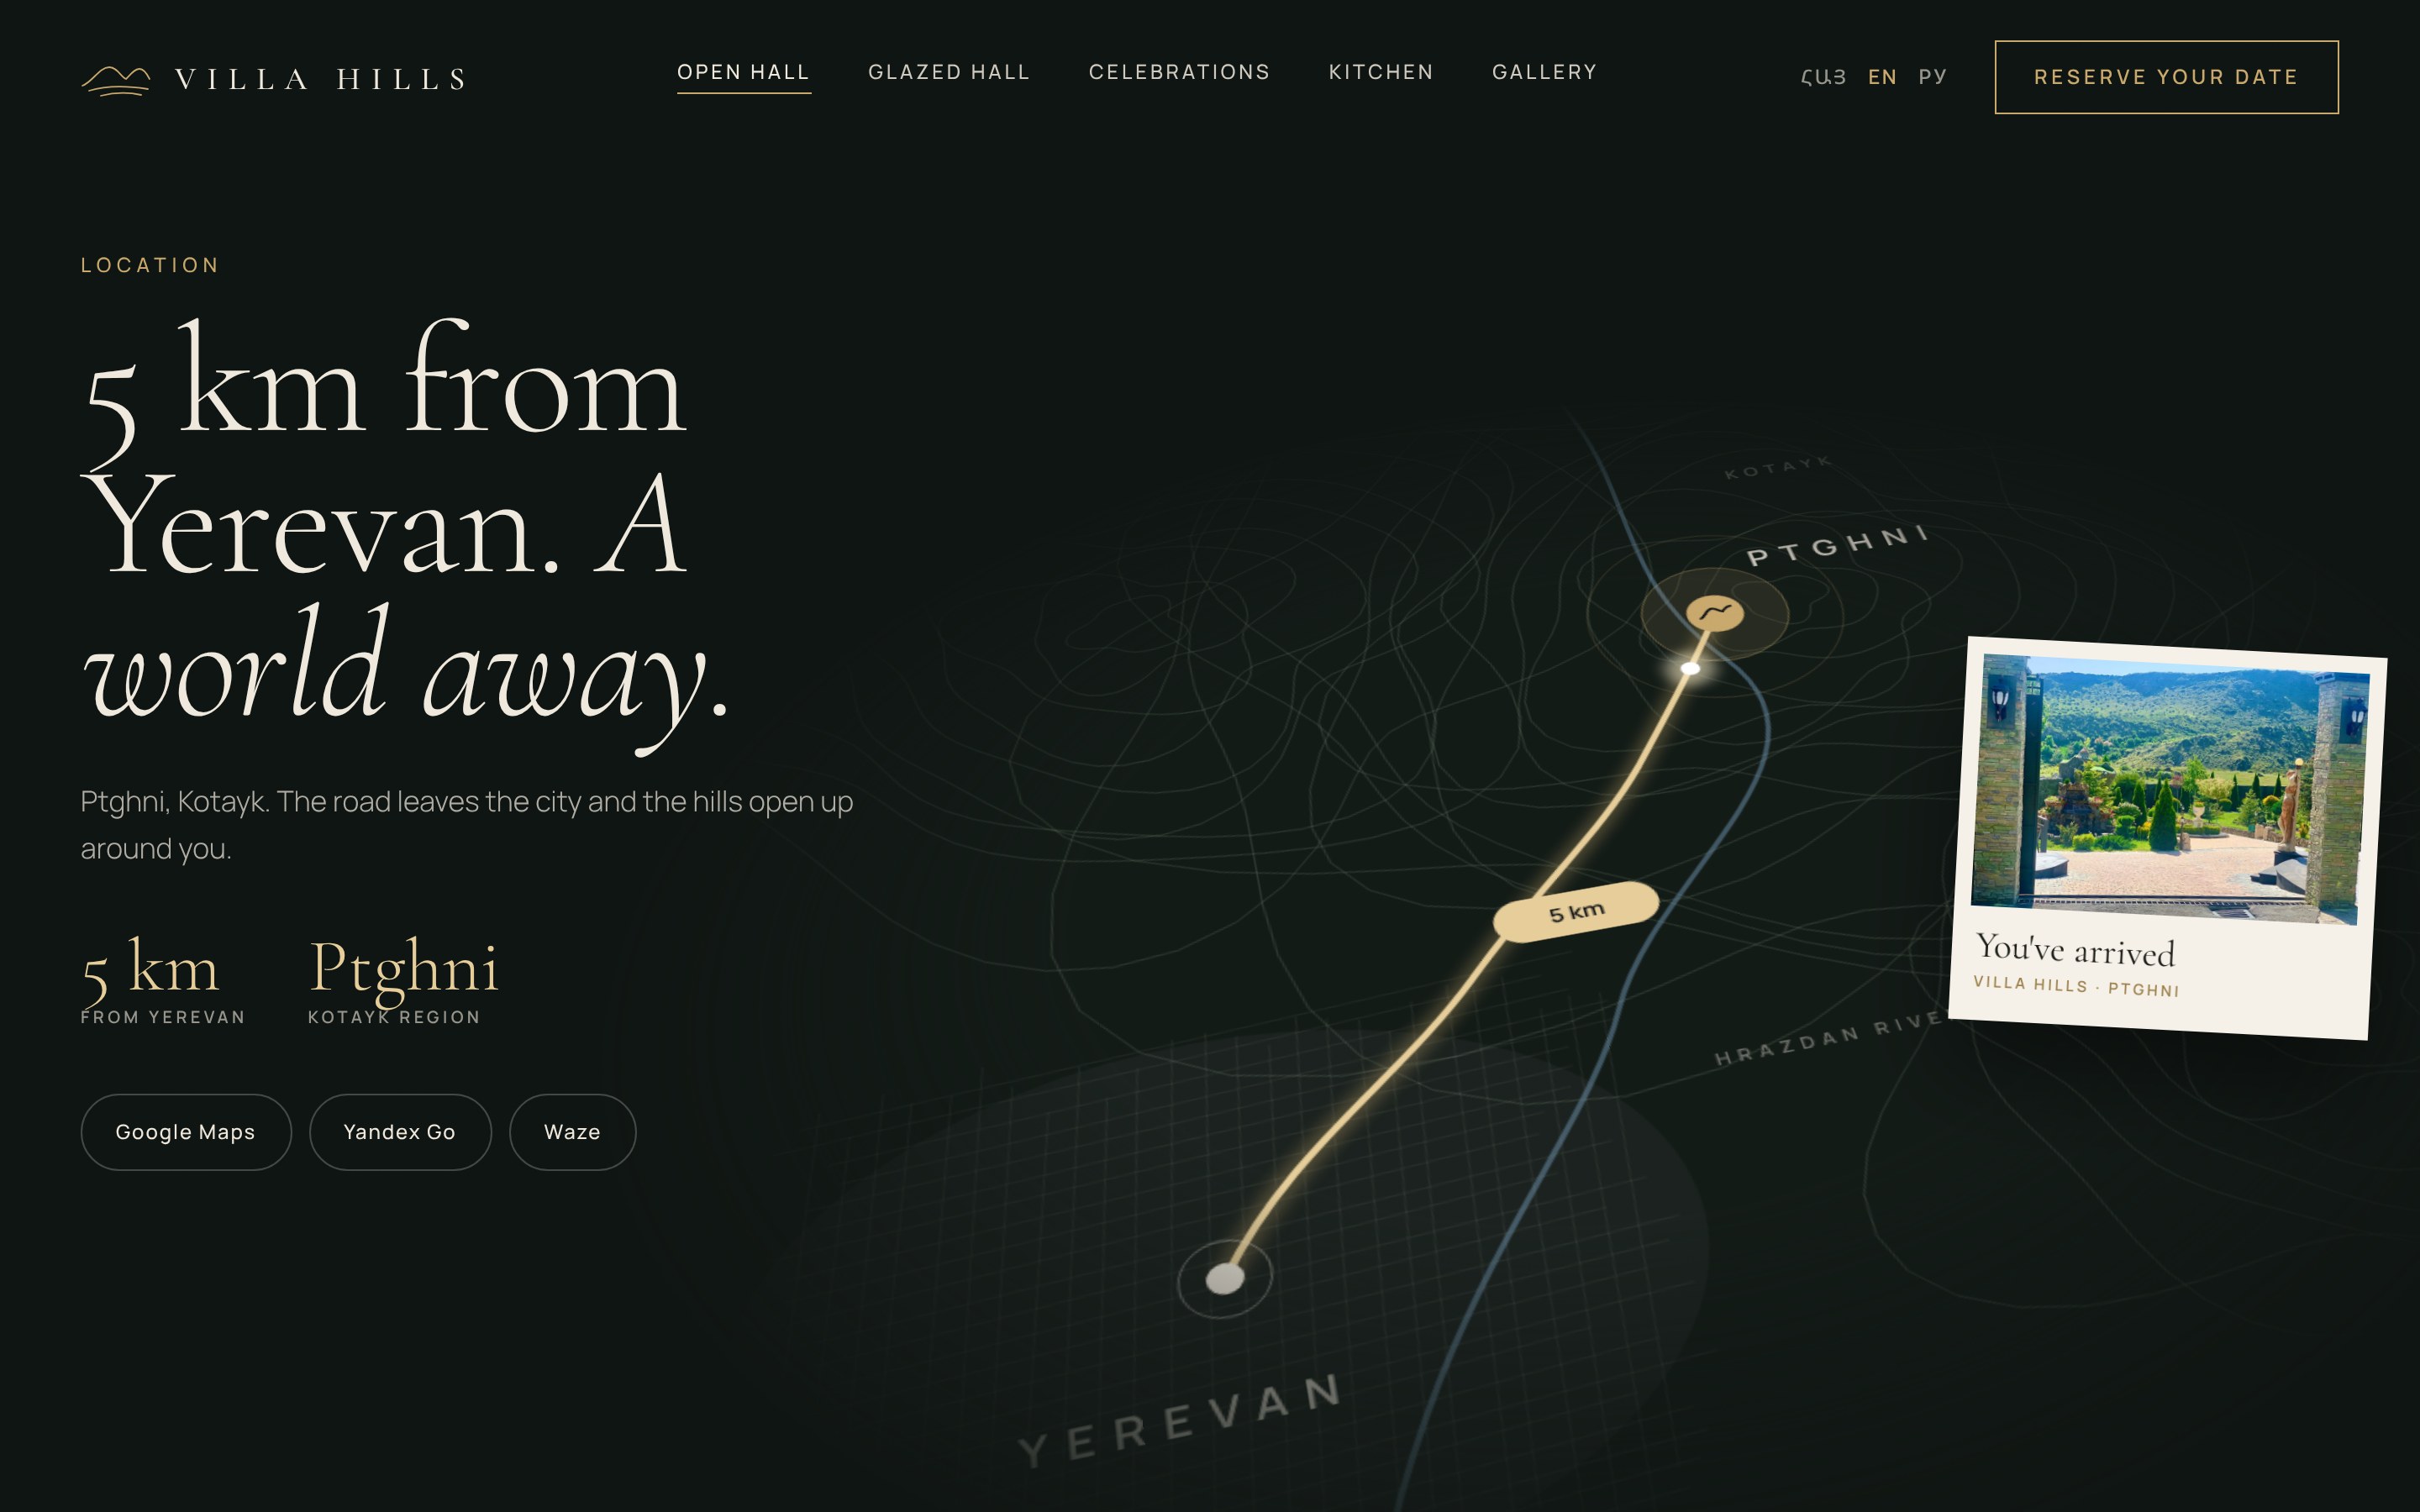 VILLA HILLS
OPEN HALL
GLAZED HALL
CELEBRATIONS
KITCHEN
GALLERY
ՀԱՅ
EN
РУ
RESERVE YOUR DATE
LOCATION
5 km from
Yerevan. A
world away.
Ptghni, Kotayk. The road leaves the city and the hills open up
around you.
5 km
FROM YEREVAN
Ptghni
KOTAYK REGION
Google Maps
Yandex Go
Waze
KOTAYK
PTGHNI
5 km
HRAZDAN RIVE
YEREVAN
You've arrived
VILLA HILLS · PTGHNI